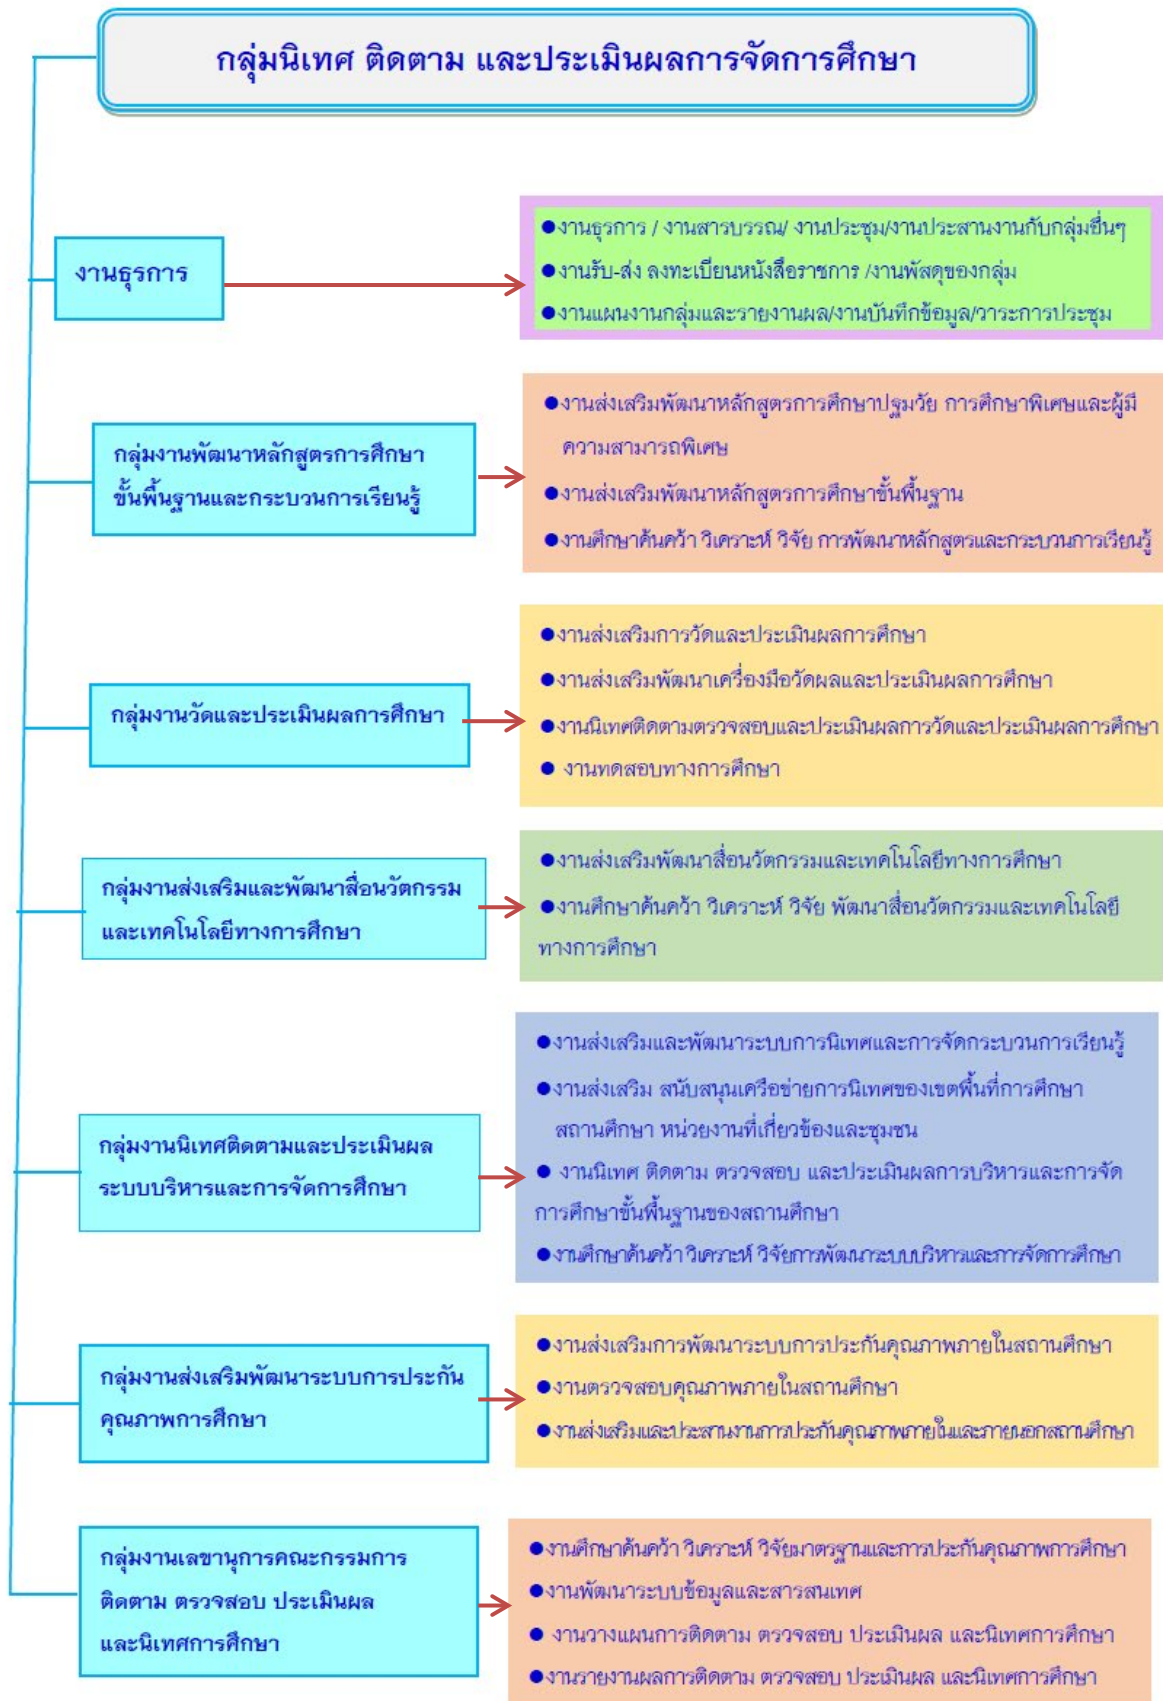 กลุ่มนิเทศ ติดตาม และประเมินผลการจัดการศึกษา
งานธุรการ
●งานธุรการ / งานสารบรรณ/ งานประชุม/งานประสานงานกับกลุ่มอื่นๆ
●งานรับ-ส่ง ลงทะเบียนหนังสือราชการ /งานพัสดุของกลุ่ม
●งานแผนงานกลุ่มและรายงานผล/งานบันทึกข้อมูล/วาระการประชุม
กลุ่มงานพัฒนาหลักสูตรการศึกษา
ขั้นพื้นฐานและกระบวนการเรียนรู้
●งานส่งเสริมพัฒนาหลักสูตรการศึกษาปฐมวัย การศึกษาพิเศษและผู้มี
ความสามารถพิเศษ
●งานส่งเสริมพัฒนาหลักสูตรการศึกษาขั้นพื้นฐาน
●งานศึกษาค้นคว้า วิเคราะห์ วิจัย การพัฒนาหลักสูตรและกระบวนการเรียนรู้
กลุ่มงานวัดและประเมินผลการศึกษา
●งานส่งเสริมการวัดและประเมินผลการศึกษา
●งานส่งเสริมพัฒนาเครื่องมือวัดผลและประเมินผลการศึกษา
●งานนิเทศติดตามตรวจสอบและประเมินผลการวัดและประเมินผลการศึกษา
● งานทดสอบทางการศึกษา
กลุ่มงานส่งเสริมและพัฒนาสื่อนวัตกรรม
และเทคโนโลยีทางการศึกษา
●งานส่งเสริมพัฒนาสื่อนวัตกรรมและเทคโนโลยีทางการศึกษา
●งานศึกษาค้นคว้า วิเคราะห์ วิจัย พัฒนาสื่อนวัตกรรมและเทคโนโลยี
ทางการศึกษา
กลุ่มงานนิเทศติดตามและประเมินผล
ระบบบริหารและการจัดการศึกษา
●งานส่งเสริมและพัฒนาระบบการนิเทศและการจัดกระบวนการเรียนรู้
●งานส่งเสริม สนับสนุนเครือข่ายการนิเทศของเขตพื้นที่การศึกษา
สถานศึกษา หน่วยงานที่เกี่ยวข้องและชุมชน
● งานนิเทศ ติดตาม ตรวจสอบ และประเมินผลการบริหารและการจัด
การศึกษาขั้นพื้นฐานของสถานศึกษา
●งานศึกษาค้นคว้า วิเคราะห์ วิจัยการพัฒนาระบบบริหารและการจัดการศึกษา
กลุ่มงานส่งเสริมพัฒนาระบบการประกัน
คุณภาพการศึกษา
●งานส่งเสริมการพัฒนาระบบการประกันคุณภาพภายในสถานศึกษา
●งานตรวจสอบคุณภาพภายในสถานศึกษา
●งานส่งเสริมและประสานงานการประกันคุณภาพภายในและภายนอกสถานศึกษา
กลุ่มงานเลขานุการคณะกรรมการ
ติดตาม ตรวจสอบ ประเมินผล
และนิเทศการศึกษา
●งานศึกษาค้นคว้า วิเคราะห์ วิจัยมาตรฐานและการประกันคุณภาพการศึกษา
●งานพัฒนาระบบข้อมูลและสารสนเทศ
● งานวางแผนการติดตาม ตรวจสอบ ประเมินผล และนิเทศการศึกษา
●งานรายงานผลการติดตาม ตรวจสอบ ประเมินผล และนิเทศการศึกษา